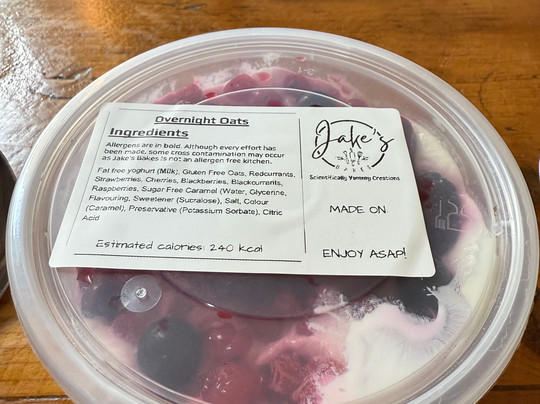 Overnight Oats
Ingredients
Allergens are in bold. Although every effort has
been made, some cross contamination may occur
as Jake's Bakes is not an allergen free kitchen.
Fat free yoghurt (Milk), Gluten Free Oats, Redcurrants,
Strawberries, Cherries, Blackberries, Blackcurrants,
Raspberries, Sugar Free Caramel (Water, Glycerine,
Flavouring, Sweetener (Sucralose), Salt, Colour
(Caramel), Preservative (Potassium Sorbate), Citric
Acid
Estimated calories: 240 kcal
Jake's
BAKES
Scientifically Yummy Creations
MADE ON
ENJOY ASAP!